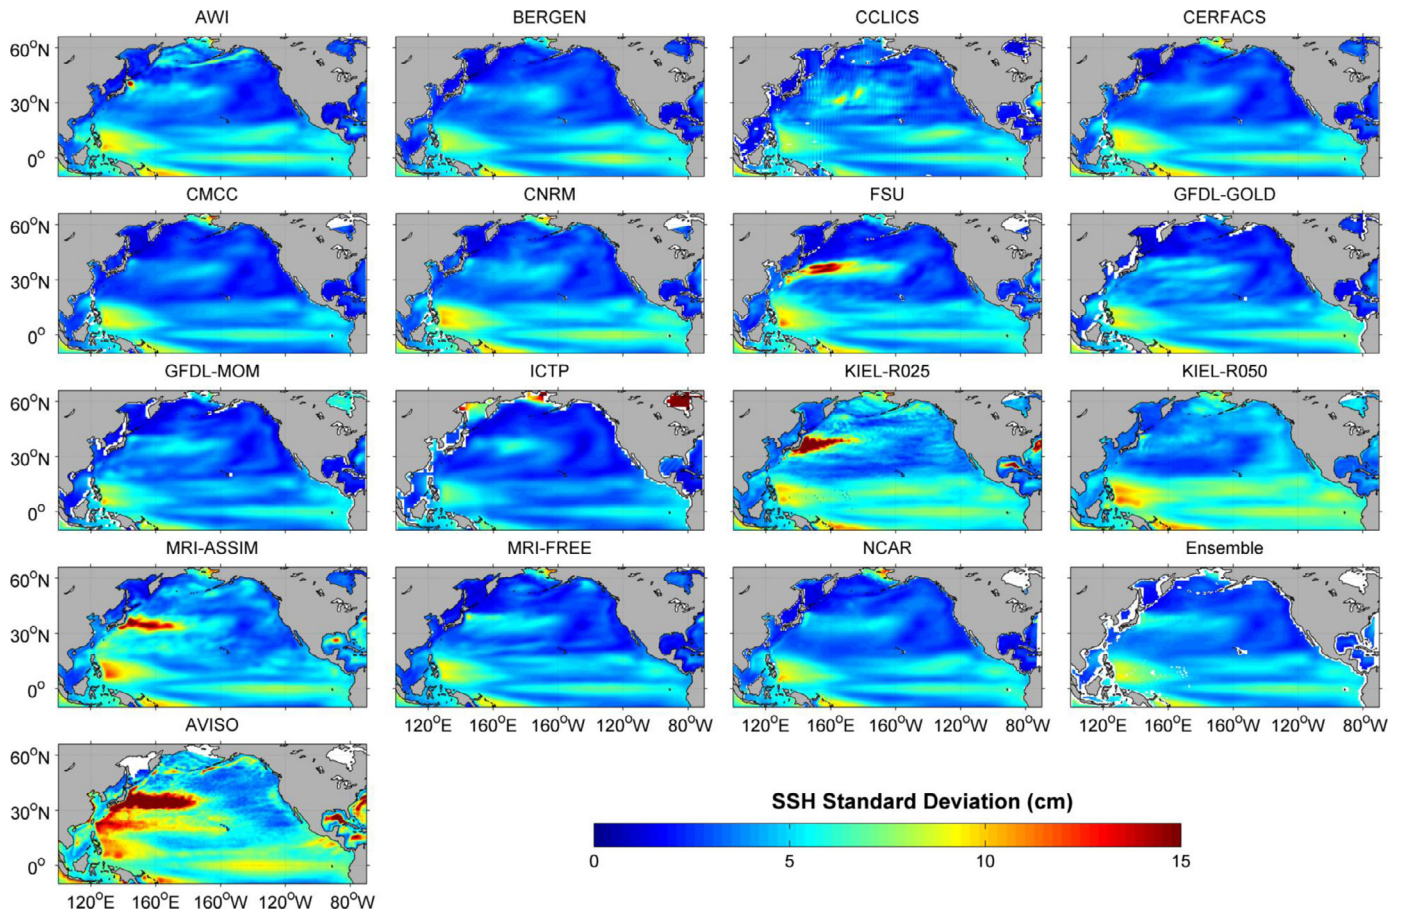 AWI BERGEN CCLICS CERFACS
60°N
30°N
0°
CMCC CNRM FSU GFDL-GOLD
60°N
30°N
0°
GFDL-MOM ICTP KIEL-R025 KIEL-R050
60°N
30°N
0°
MRI-ASSIM MRI-FREE NCAR Ensemble
60°N
30°N
0°
120°E 160°E 160°W 120°W 80°W 120°E 160°E 160°W 120°W 80°W 120°E 160°E 160°W 120°W 80°W
AVISO
60°N
30°N
0°
120°E 160°E 160°W 120°W 80°W
SSH Standard Deviation (cm)
0 5 10 15